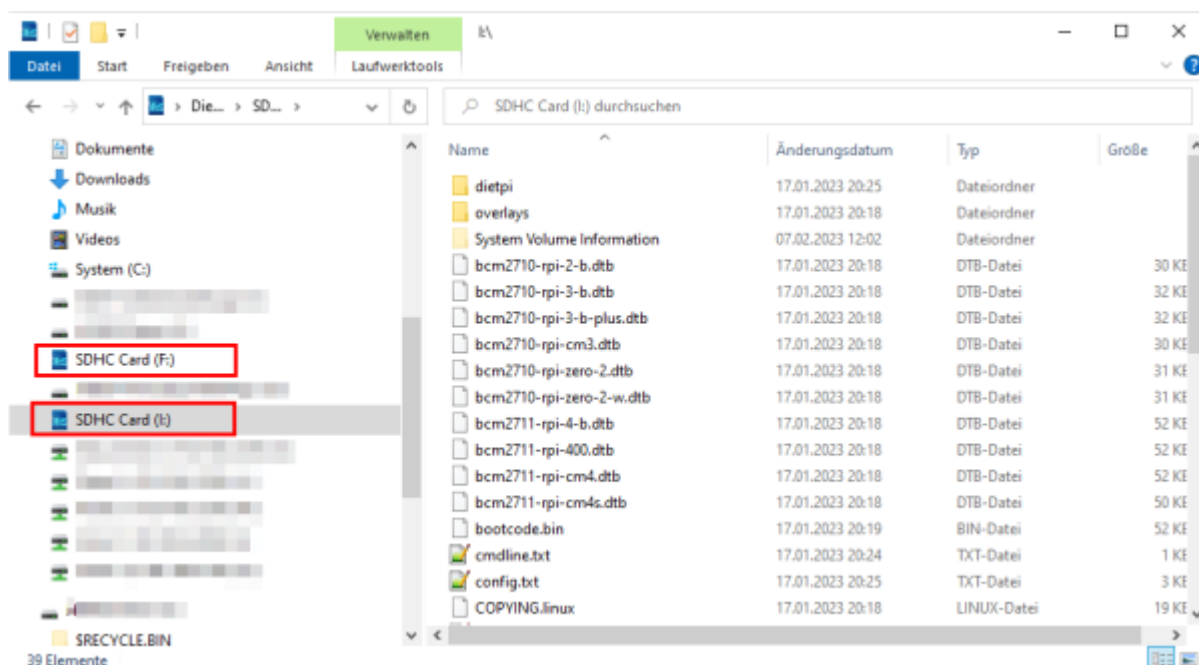 Verwalten I:\
Datei Start Freigeben Ansicht Laufwerktools
Die... SD... SDHC Card (I:) durchsuchen
Dokumente
Downloads
Musik
Videos
System (C:)
SDHC Card (F:)
SDHC Card (I:)
$RECYCLE.BIN
Name Änderungsdatum Typ Größe
dietpi 17.01.2023 20:25 Dateiordner
overlays 17.01.2023 20:18 Dateiordner
System Volume Information 07.02.2023 12:02 Dateiordner
bcm2710-rpi-2-b.dtb 17.01.2023 20:18 DTB-Datei 30 KB
bcm2710-rpi-3-b.dtb 17.01.2023 20:18 DTB-Datei 32 KB
bcm2710-rpi-3-b-plus.dtb 17.01.2023 20:18 DTB-Datei 32 KB
bcm2710-rpi-cm3.dtb 17.01.2023 20:18 DTB-Datei 30 KB
bcm2710-rpi-zero-2.dtb 17.01.2023 20:18 DTB-Datei 31 KB
bcm2710-rpi-zero-2-w.dtb 17.01.2023 20:18 DTB-Datei 31 KB
bcm2711-rpi-4-b.dtb 17.01.2023 20:18 DTB-Datei 52 KB
bcm2711-rpi-400.dtb 17.01.2023 20:18 DTB-Datei 52 KB
bcm2711-rpi-cm4.dtb 17.01.2023 20:18 DTB-Datei 52 KB
bcm2711-rpi-cm4s.dtb 17.01.2023 20:18 DTB-Datei 50 KB
bootcode.bin 17.01.2023 20:19 BIN-Datei 52 KB
cmdline.txt 17.01.2023 20:24 TXT-Datei 1 KB
config.txt 17.01.2023 20:25 TXT-Datei 3 KB
COPYING.linux 17.01.2023 20:18 LINUX-Datei 19 KB
39 Elemente